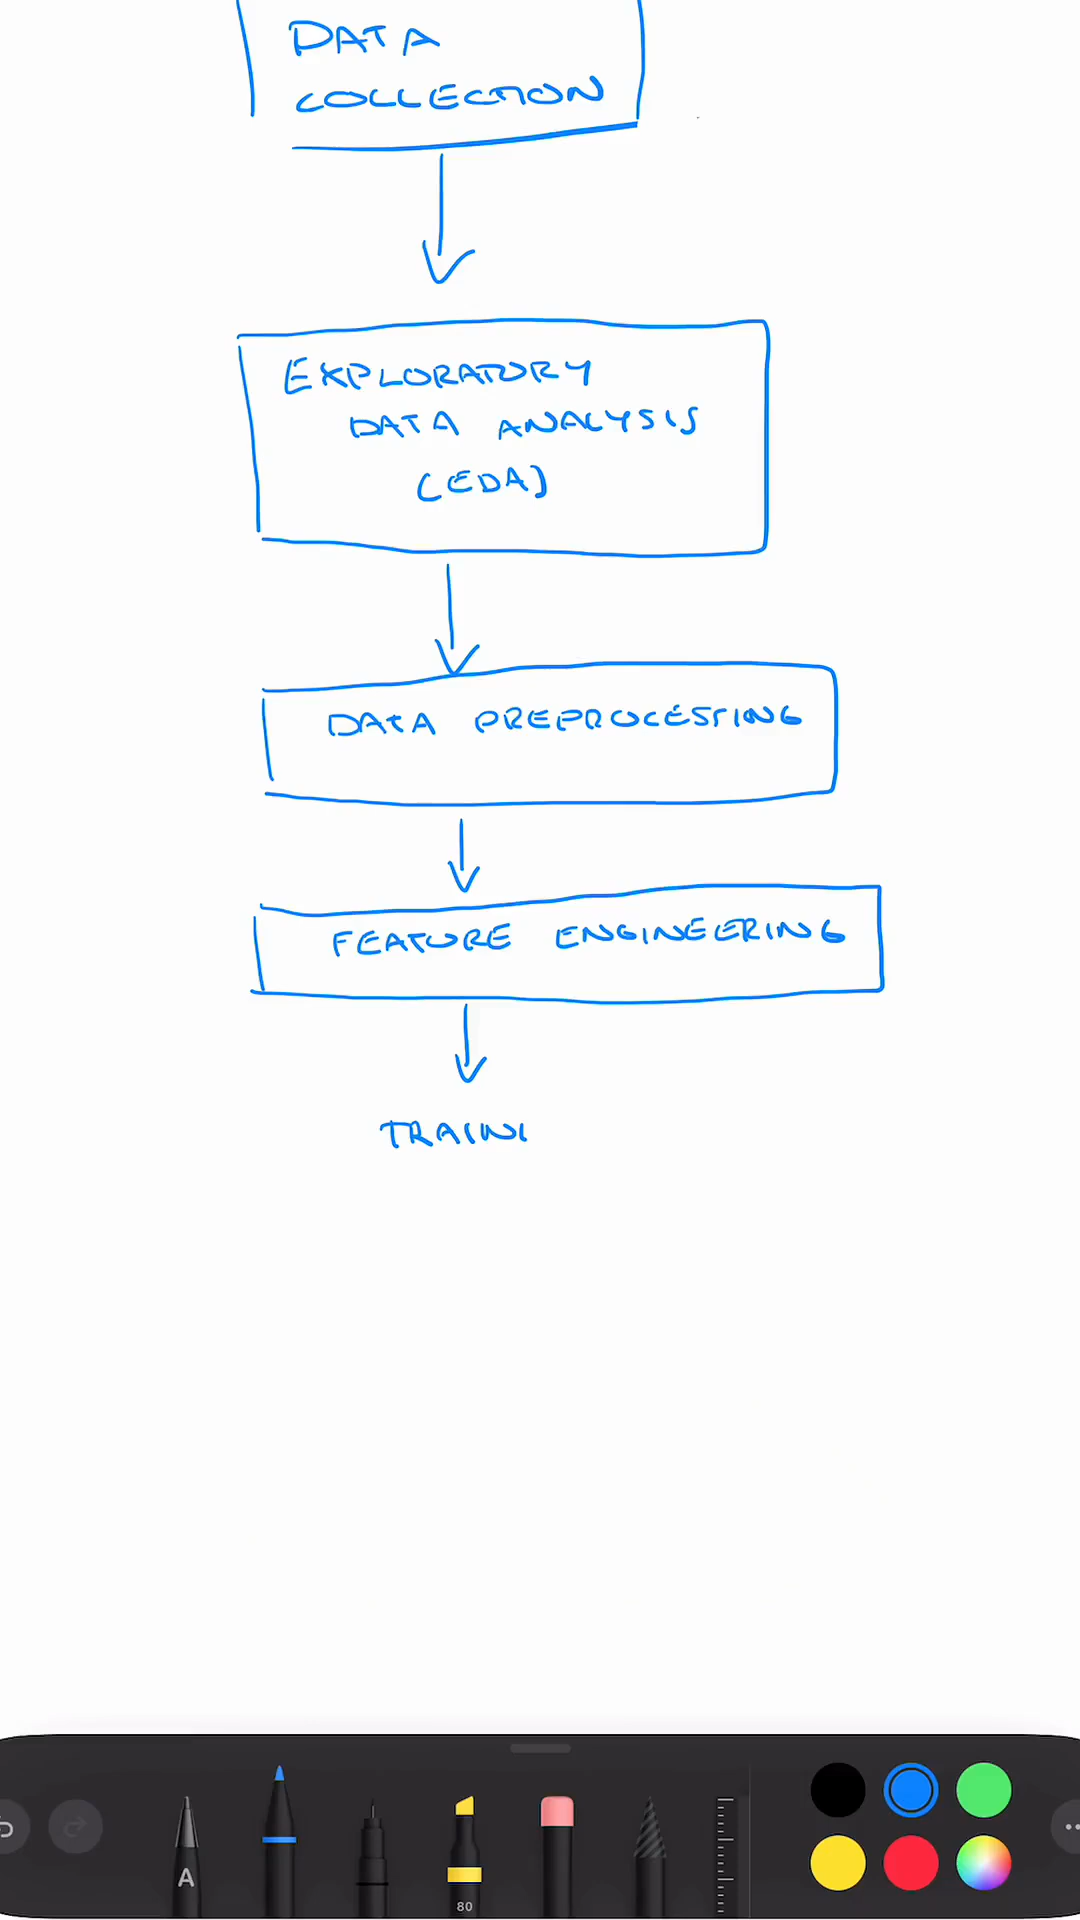 DATA
COLLECTION
EXPLORATORY
DATA ANALYSIS
(EDA)
DATA PREPROCESSING
FEATURE ENGINEERING
TRAINI
A
80